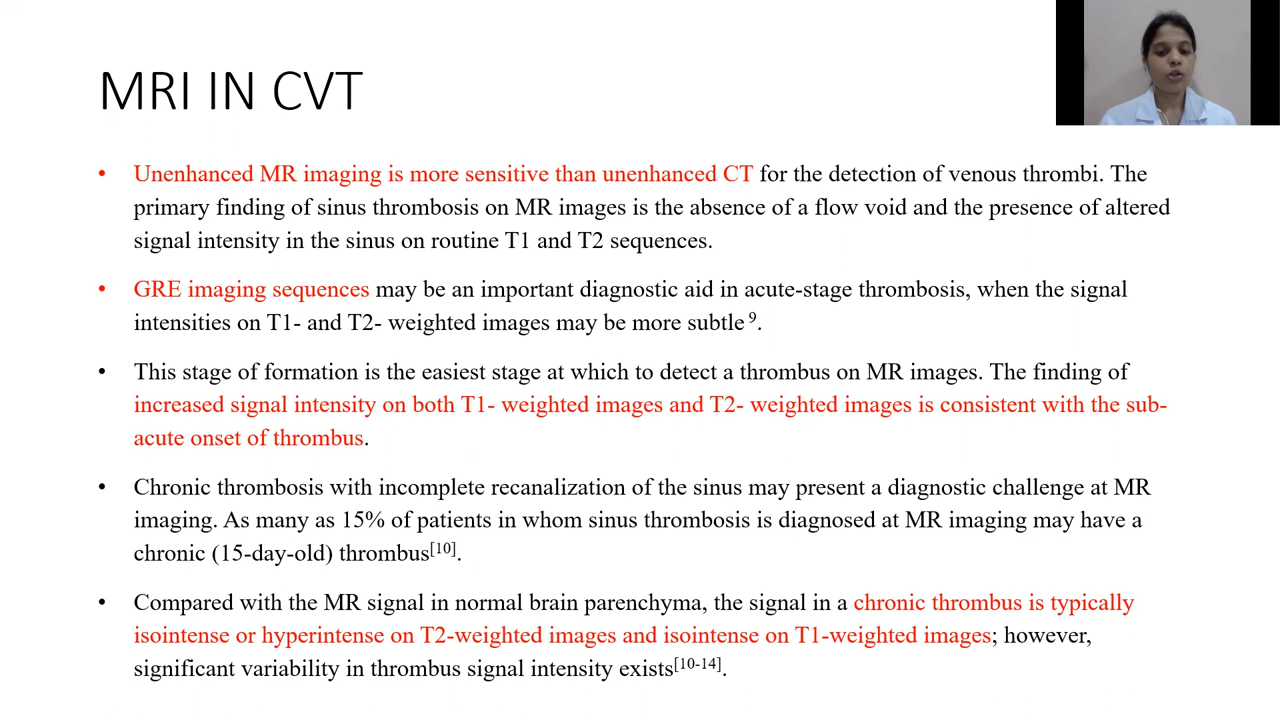 MRI IN CVT
• Unenhanced MR imaging is more sensitive than unenhanced CT for the detection of venous thrombi. The
primary finding of sinus thrombosis on MR images is the absence of a flow void and the presence of altered
signal intensity in the sinus on routine T1 and T2 sequences.
• GRE imaging sequences may be an important diagnostic aid in acute-stage thrombosis, when the signal
intensities on T1- and T2- weighted images may be more subtle 9.
• This stage of formation is the easiest stage at which to detect a thrombus on MR images. The finding of
increased signal intensity on both T1- weighted images and T2- weighted images is consistent with the sub-
acute onset of thrombus.
• Chronic thrombosis with incomplete recanalization of the sinus may present a diagnostic challenge at MR
imaging. As many as 15% of patients in whom sinus thrombosis is diagnosed at MR imaging may have a
chronic (15-day-old) thrombus[10].
• Compared with the MR signal in normal brain parenchyma, the signal in a chronic thrombus is typically
isointense or hyperintense on T2-weighted images and isointense on T1-weighted images; however,
significant variability in thrombus signal intensity exists[10-14].